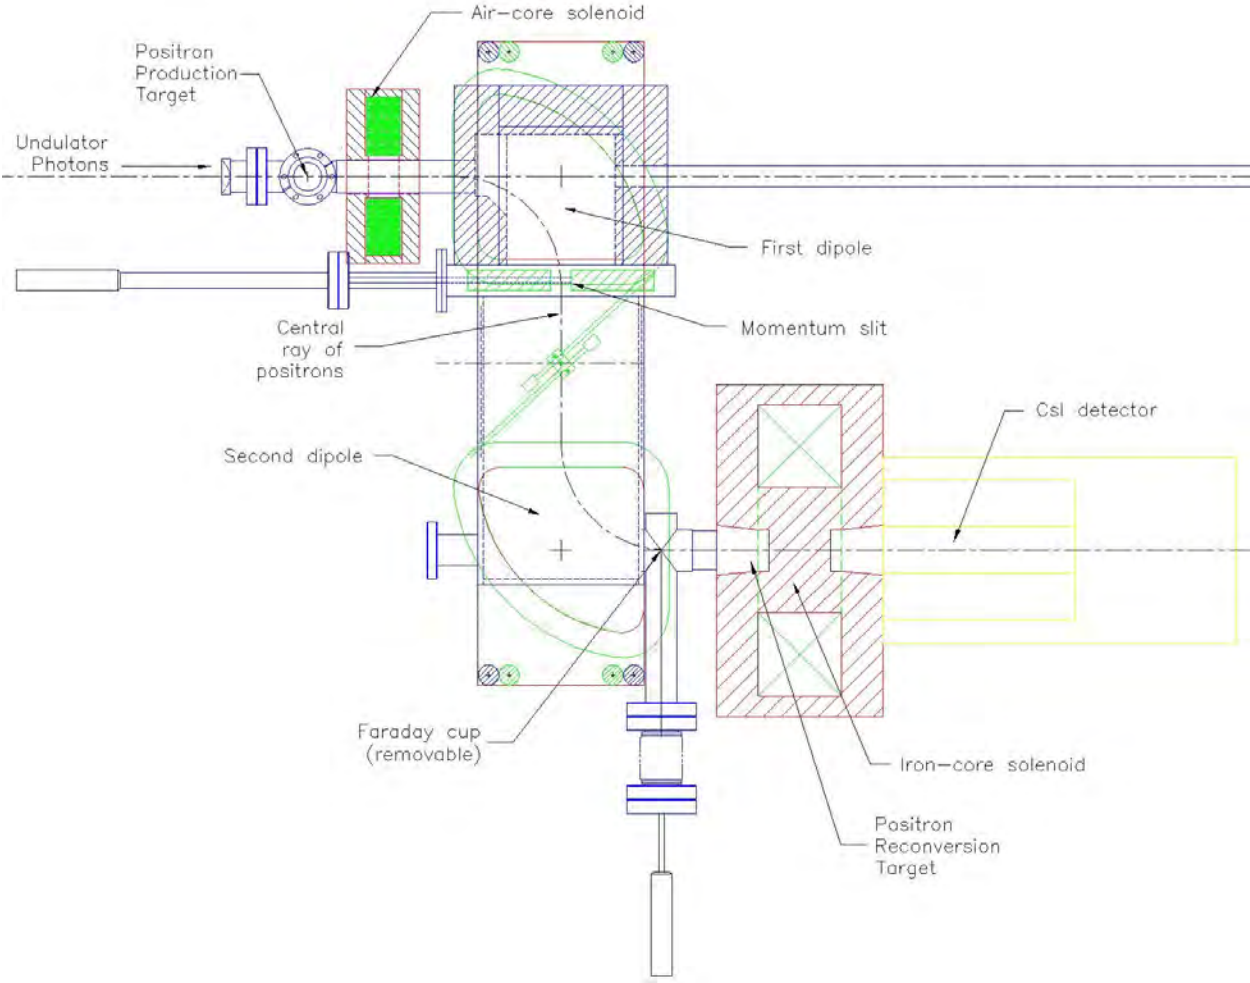 Air-core solenoid
Positron
Production
Target
Undulator
Photons
First dipole
Central
ray of
positrons
Momentum slit
CsI detector
Second dipole
Faraday cup
(removable)
Iron-core solenoid
Positron
Reconversion
Target